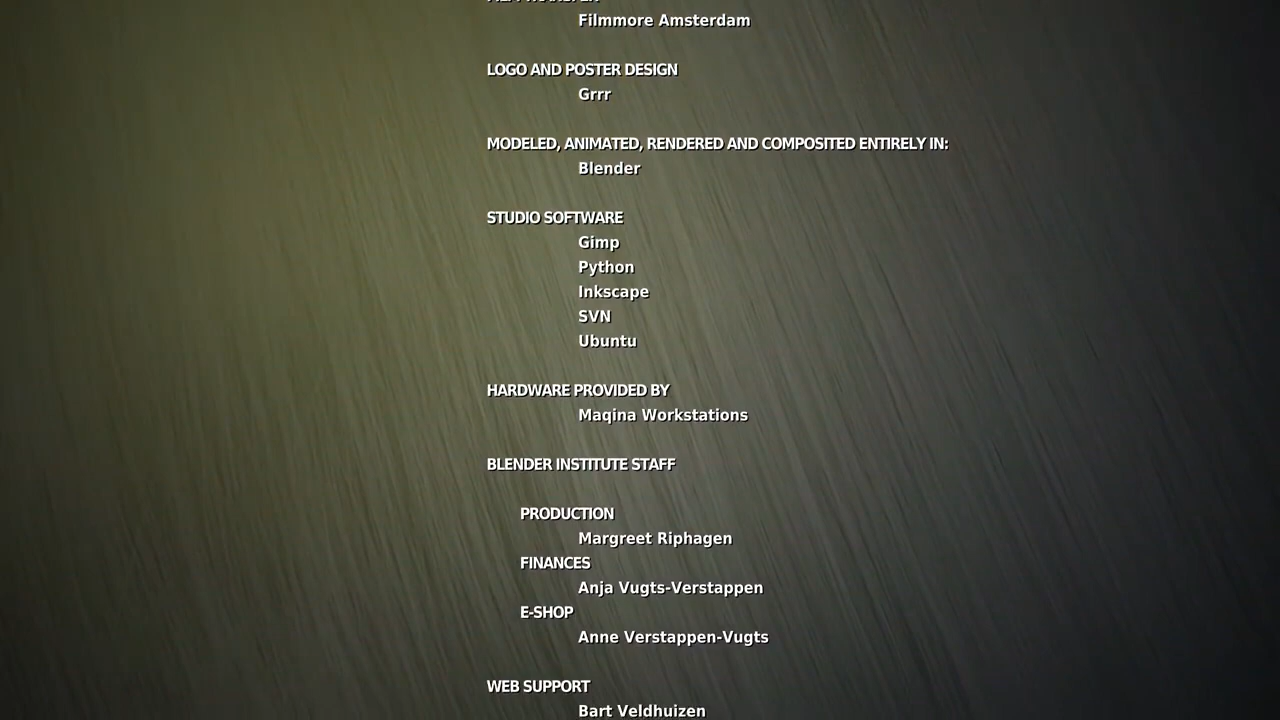 Filmmore Amsterdam
LOGO AND POSTER DESIGN
Grrr
MODELED, ANIMATED, RENDERED AND COMPOSITED ENTIRELY IN:
Blender
STUDIO SOFTWARE
Gimp
Python
Inkscape
SVN
Ubuntu
HARDWARE PROVIDED BY
Maqina Workstations
BLENDER INSTITUTE STAFF
PRODUCTION
Margreet Riphagen
FINANCES
Anja Vugts-Verstappen
E-SHOP
Anne Verstappen-Vugts
WEB SUPPORT
Bart Veldhuizen